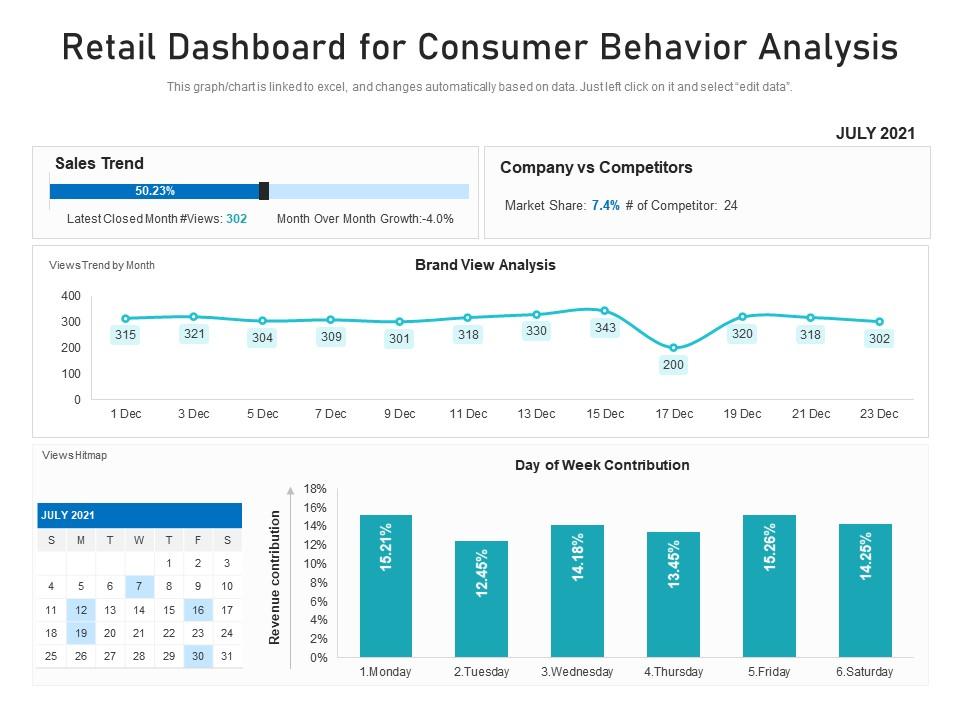 Retail Dashboard for Consumer Behavior Analysis
This graph/chart is linked to excel, and changes automatically based on data. Just left click on it and select “edit data”.
JULY 2021
Sales Trend
50.23%
Latest Closed Month #Views: 302 Month Over Month Growth:-4.0%
Company vs Competitors
Market Share: 7.4% # of Competitor: 24
Views Trend by Month
Brand View Analysis
400
300
200
100
0
315 321 304 309 301 318 330 343 200 320 318 302
1 Dec 3 Dec 5 Dec 7 Dec 9 Dec 11 Dec 13 Dec 15 Dec 17 Dec 19 Dec 21 Dec 23 Dec
Views Hitmap
JULY 2021
S M T W T F S
1 2 3
4 5 6 7 8 9 10
11 12 13 14 15 16 17
18 19 20 21 22 23 24
25 26 27 28 29 30 31
Day of Week Contribution
Revenue contribution
18%
16%
14%
12%
10%
8%
6%
4%
2%
0%
15.21% 12.45% 14.18% 13.45% 15.26% 14.25%
1.Monday 2.Tuesday 3.Wednesday 4.Thursday 5.Friday 6.Saturday